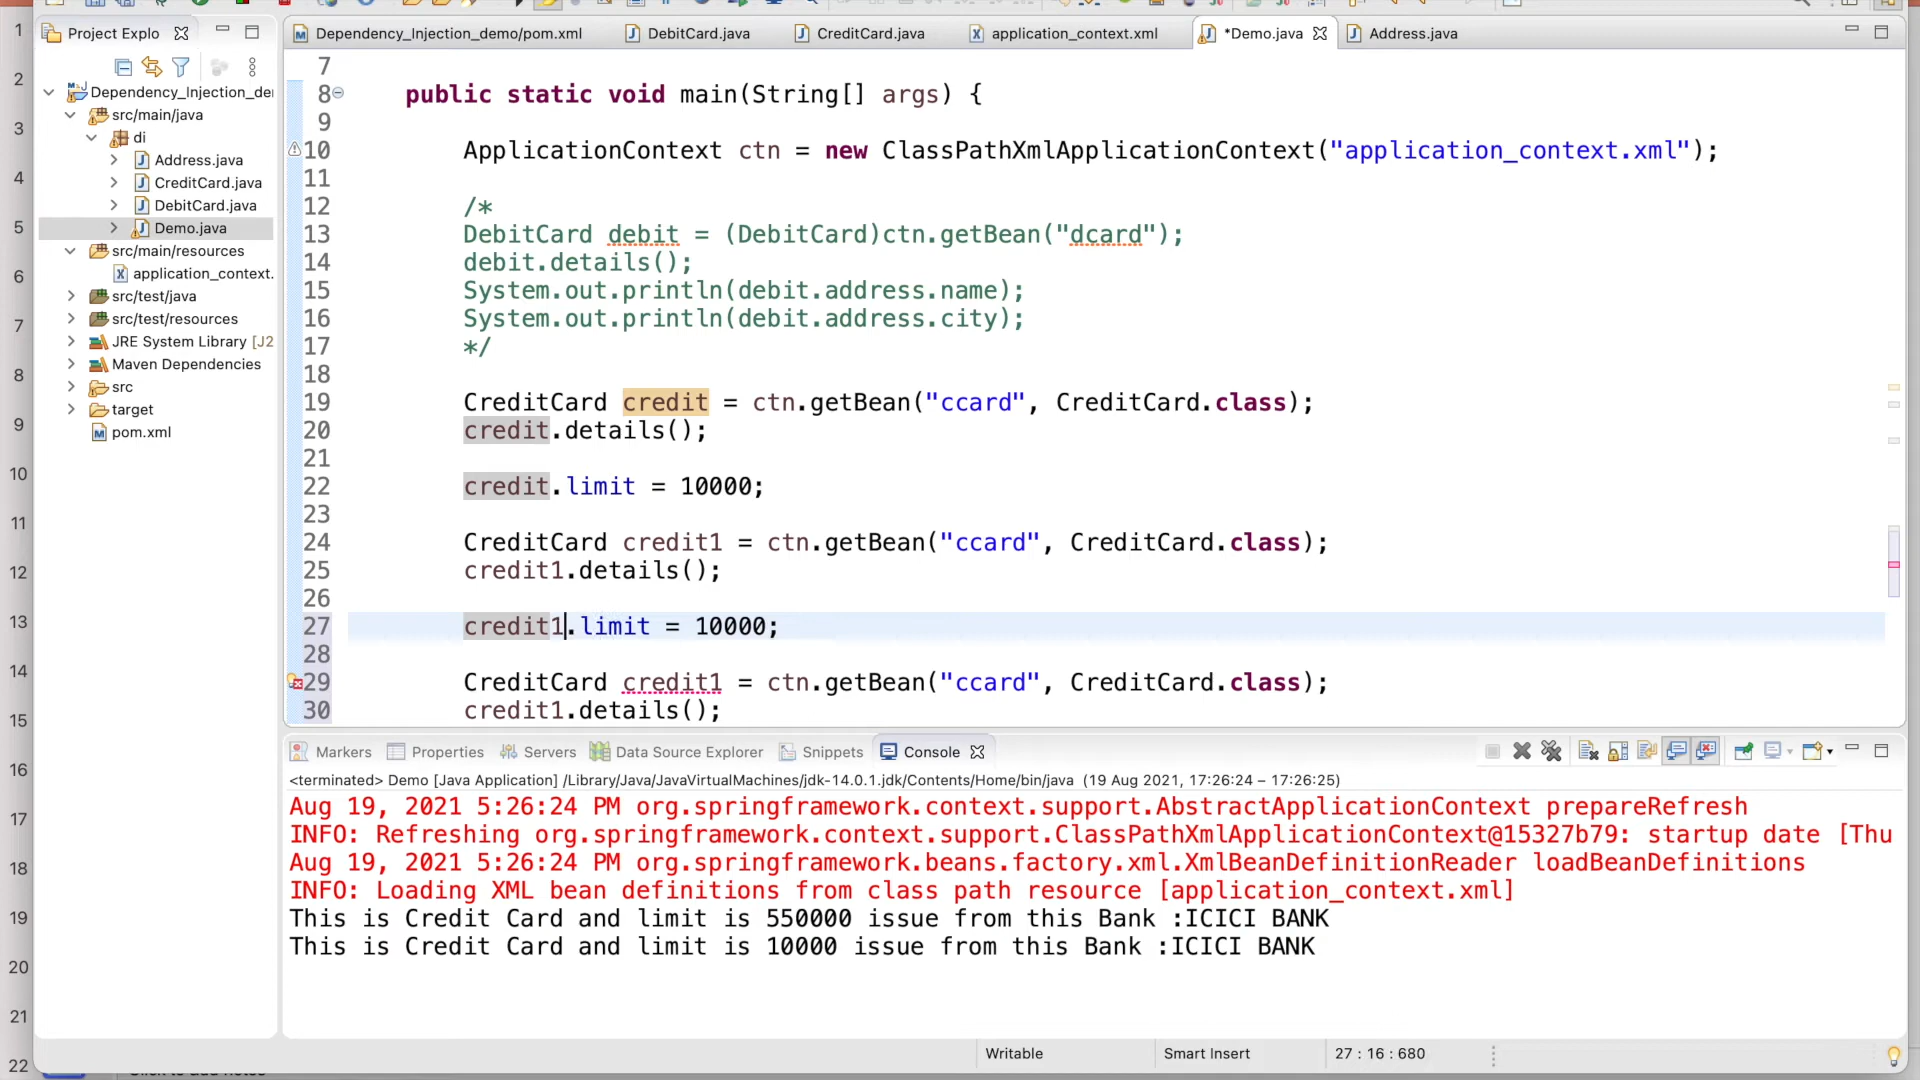 Project Explo
Dependency_Injection_demo/pom.xml
DebitCard.java
CreditCard.java
application_context.xml
*Demo.java
Address.java
Dependency_Injection_de
src/main/java
di
Address.java
CreditCard.java
DebitCard.java
Demo.java
src/main/resources
application_context.
src/test/java
src/test/resources
JRE System Library [J2
Maven Dependencies
src
target
pom.xml
1
2
3
4
5
6
7
8
9
10
11
12
13
14
15
16
17
18
19
20
21
22
7
8 public static void main(String[] args) {
9
10 ApplicationContext ctn = new ClassPathXmlApplicationContext("application_context.xml");
11
12 /*
13 DebitCard debit = (DebitCard)ctn.getBean("dcard");
14 debit.details();
15 System.out.println(debit.address.name);
16 System.out.println(debit.address.city);
17 */
18
19 CreditCard credit = ctn.getBean("ccard", CreditCard.class);
20 credit.details();
21
22 credit.limit = 10000;
23
24 CreditCard credit1 = ctn.getBean("ccard", CreditCard.class);
25 credit1.details();
26
27 credit1.limit = 10000;
28
29 CreditCard credit1 = ctn.getBean("ccard", CreditCard.class);
30 credit1.details();
Markers Properties Servers Data Source Explorer Snippets Console
<terminated> Demo [Java Application] /Library/Java/JavaVirtualMachines/jdk-14.0.1.jdk/Contents/Home/bin/java (19 Aug 2021, 17:26:24 – 17:26:25)
Aug 19, 2021 5:26:24 PM org.springframework.context.support.AbstractApplicationContext prepareRefresh
INFO: Refreshing org.springframework.context.support.ClassPathXmlApplicationContext@15327b79: startup date [Thu
Aug 19, 2021 5:26:24 PM org.springframework.beans.factory.xml.XmlBeanDefinitionReader loadBeanDefinitions
INFO: Loading XML bean definitions from class path resource [application_context.xml]
This is Credit Card and limit is 550000 issue from this Bank :ICICI BANK
This is Credit Card and limit is 10000 issue from this Bank :ICICI BANK
Writable
Smart Insert
27 : 16 : 680